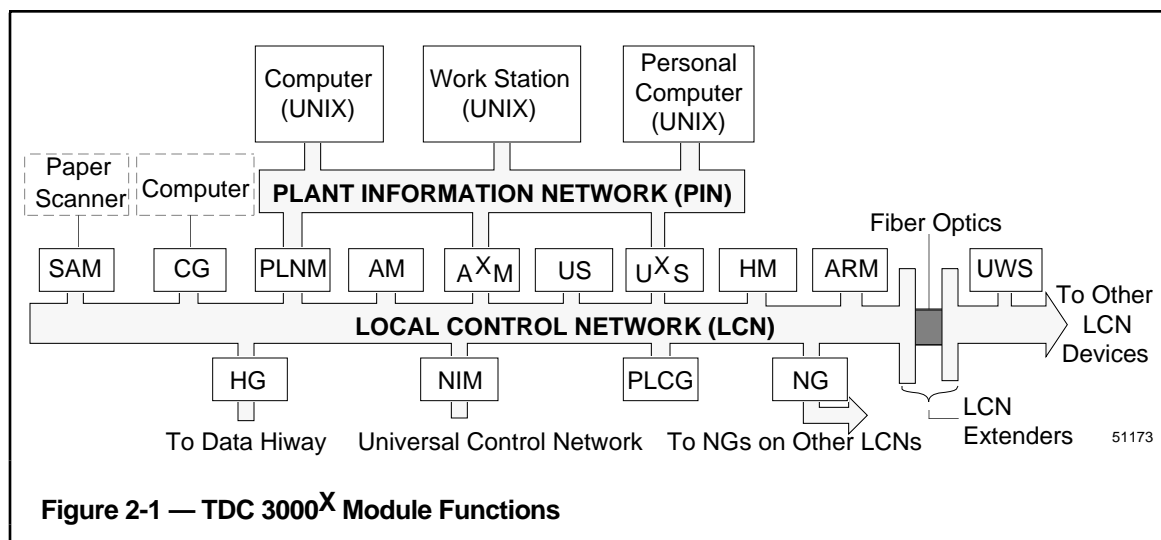 Computer
(UNIX)
Work Station
(UNIX)
Personal
Computer
(UNIX)
Paper
Scanner
Computer
PLANT INFORMATION NETWORK (PIN)
Fiber Optics
SAM
CG
PLNM
AM
AXM
US
UXS
HM
ARM
UWS
LOCAL CONTROL NETWORK (LCN)
To Other
LCN
Devices
HG
NIM
PLCG
NG
To Data Hiway
Universal Control Network
To NGs on Other LCNs
LCN
Extenders
51173
Figure 2-1 — TDC 3000X Module Functions